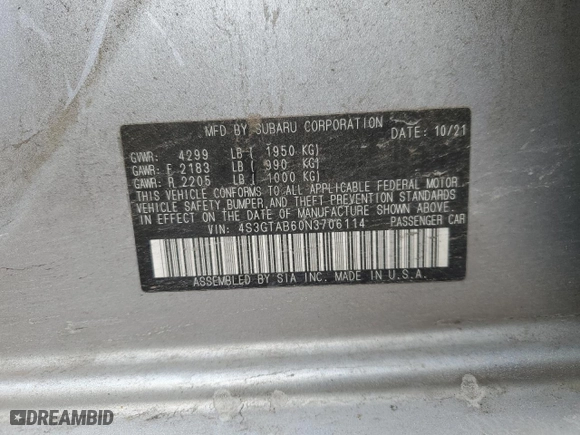 MFD BY SUBARU CORPORATION DATE: 10/21
GVWR: 4299 LB ( 1950 KG)
GAWR: F 2183 LB ( 990 KG)
GAWR: R 2205 LB ( 1000 KG)
THIS VEHICLE CONFORMS TO ALL APPLICABLE FEDERAL MOTOR
VEHICLE SAFETY, BUMPER, AND THEFT PREVENTION STANDARDS
IN EFFECT ON THE DATE OF MANUFACTURE SHOWN ABOVE.
VIN: 4S3GTAB60N3706114 PASSENGER CAR
ASSEMBLED BY SIA INC. MADE IN U.S.A.
DREAMBID